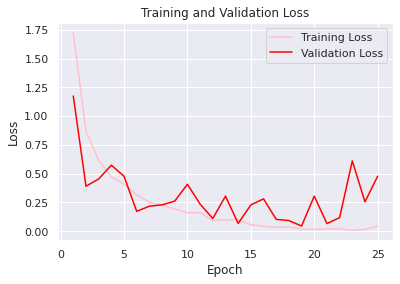 Training and Validation Loss
Training Loss
Validation Loss
1.75
1.50
1.25
1.00
0.75
0.50
0.25
0.00
Loss
0 5 10 15 20 25
Epoch